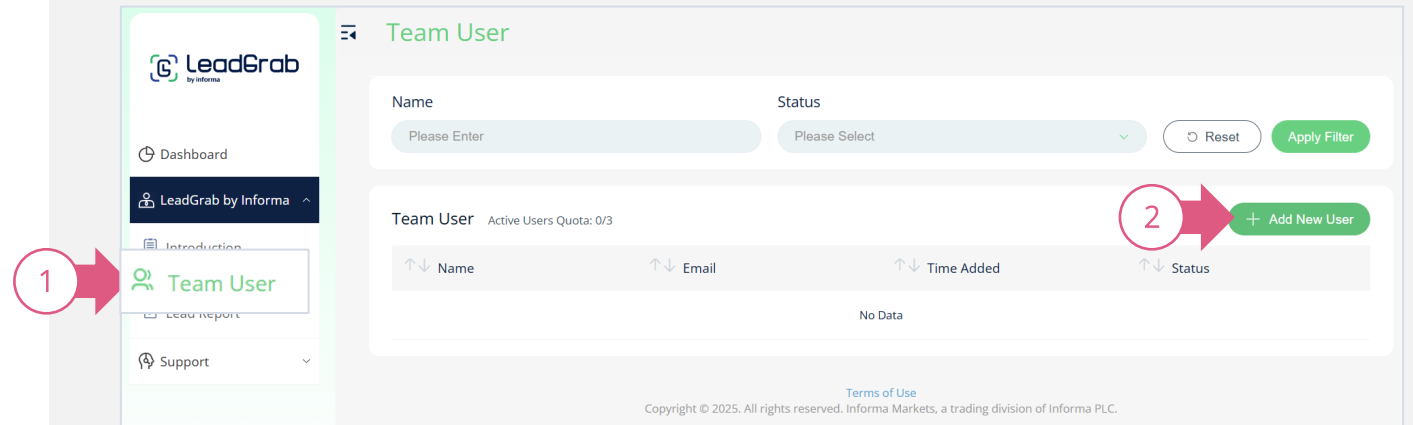 Team User
LeadGrab
by informa
Name
Status
Please Enter
Please Select
Reset
Apply Filter
Dashboard
LeadGrab by Informa
2
Team User Active Users Quota: 0/3
Add New User
Introduction
Name
Email
Time Added
Status
1
Team User
Lead Report
No Data
Support
Terms of Use
Copyright © 2025. All rights reserved. Informa Markets, a trading division of Informa PLC.